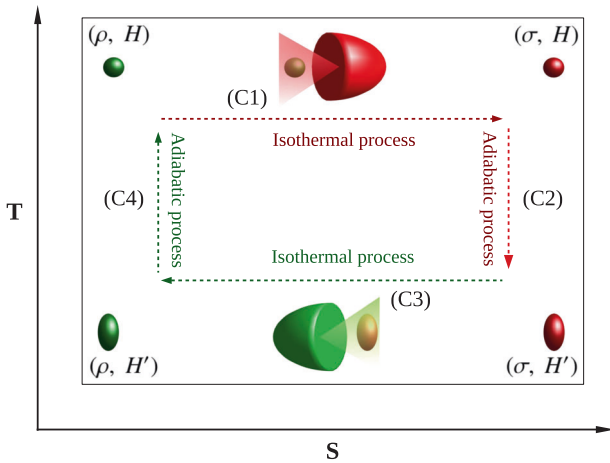 (ρ, H)
(σ, H)
(C1)
Isothermal process
Adiabatic process
Adiabatic process
(C4)
(C2)
T
Isothermal process
(C3)
(ρ, H′)
(σ, H′)
S